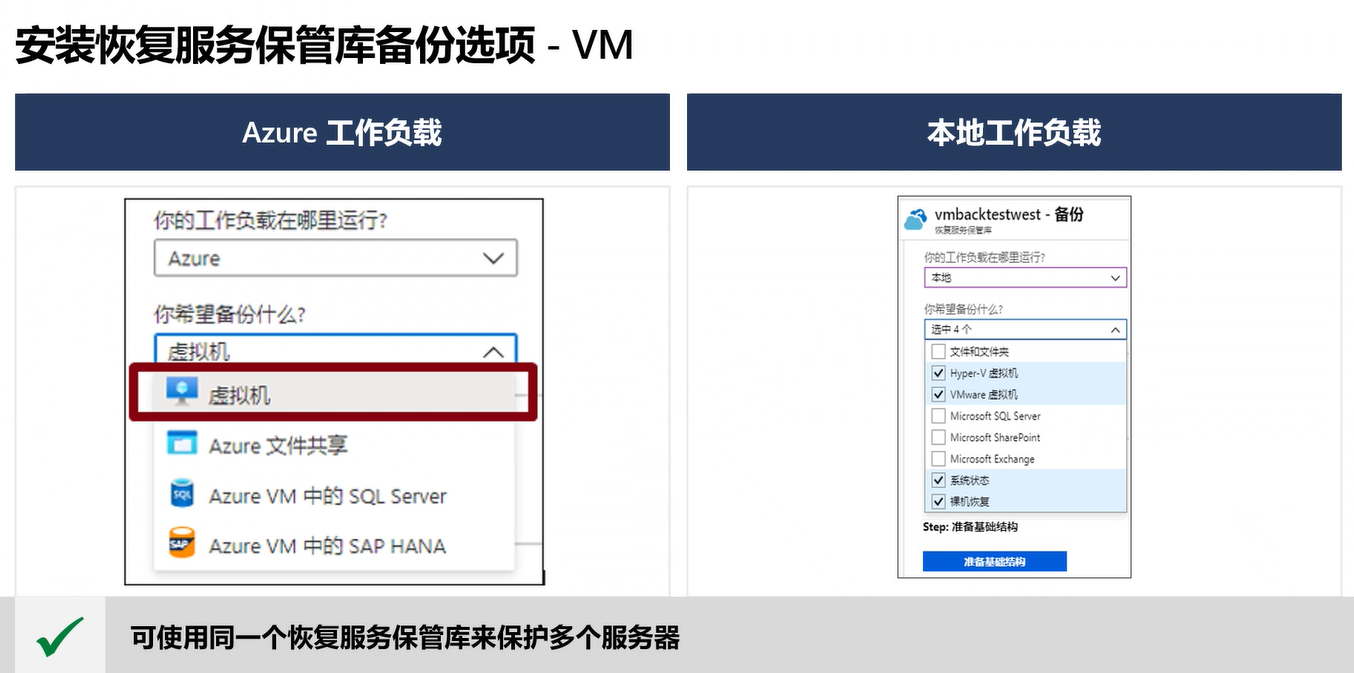 安装恢复服务保管库备份选项 - VM
Azure 工作负载
你的工作负载在哪里运行?
Azure
你希望备份什么?
虚拟机
虚拟机
Azure 文件共享
SQL
Azure VM 中的 SQL Server
SAP
Azure VM 中的 SAP HANA
本地工作负载
vmbacktestwest - 备份
恢复服务保管库
你的工作负载在哪里运行?
本地
你希望备份什么?
选中 4 个
文件和文件夹
Hyper-V 虚拟机
VMware 虚拟机
Microsoft SQL Server
Microsoft SharePoint
Microsoft Exchange
系统状态
裸机恢复
Step: 准备基础结构
准备基础结构
可使用同一个恢复服务保管库来保护多个服务器